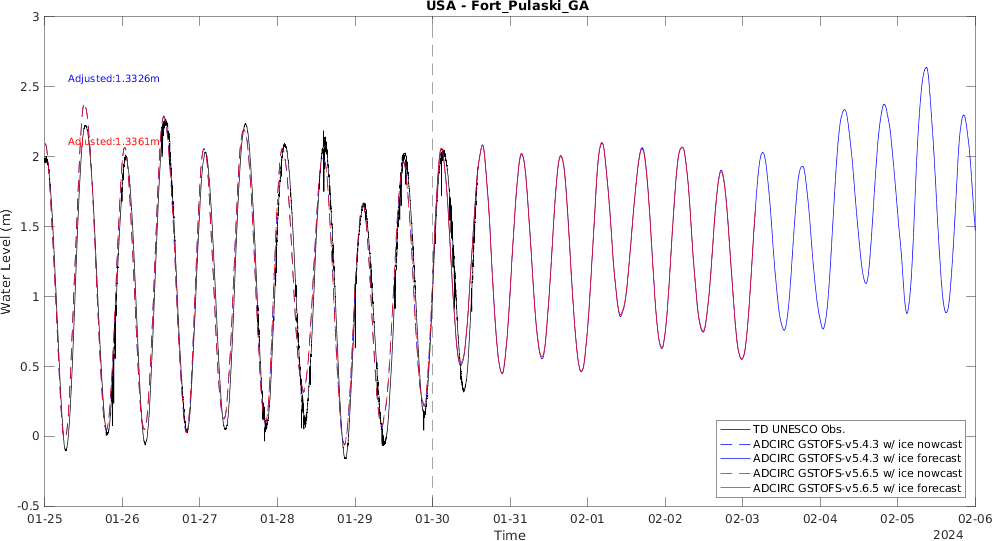 USA - Fort_Pulaski_GA
3
2.5
2
1.5
1
0.5
0
-0.5
Water Level (m)
Adjusted:1.3326m
Adjusted:1.3361m
TD UNESCO Obs.
ADCIRC GSTOFS-v5.4.3 w/ ice nowcast
ADCIRC GSTOFS-v5.4.3 w/ ice forecast
ADCIRC GSTOFS-v5.6.5 w/ ice nowcast
ADCIRC GSTOFS-v5.6.5 w/ ice forecast
01-25 01-26 01-27 01-28 01-29 01-30 01-31 02-01 02-02 02-03 02-04 02-05 02-06
Time
2024